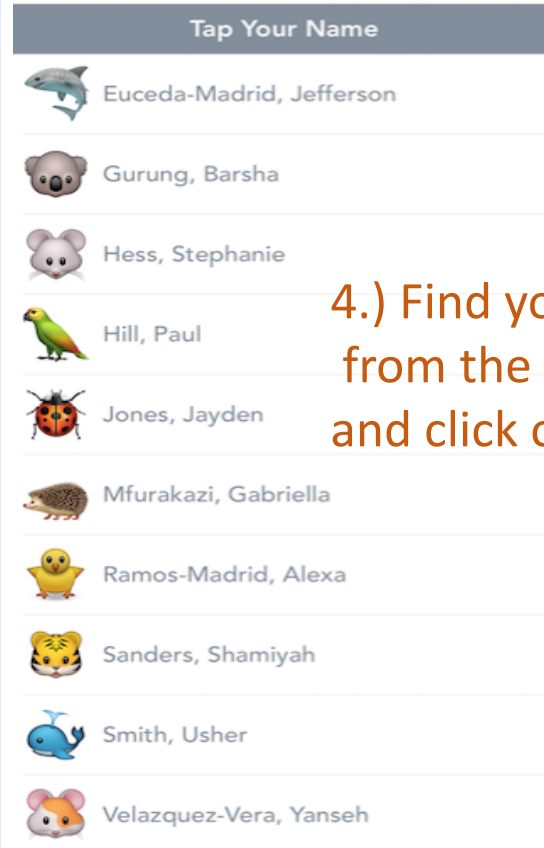 Tap Your Name
Euceda-Madrid, Jefferson
Gurung, Barsha
Hess, Stephanie
Hill, Paul
Jones, Jayden
Mfurakazi, Gabriella
Ramos-Madrid, Alexa
Sanders, Shamiyah
Smith, Usher
Velazquez-Vera, Yanseh
4.) Find
from the
and click